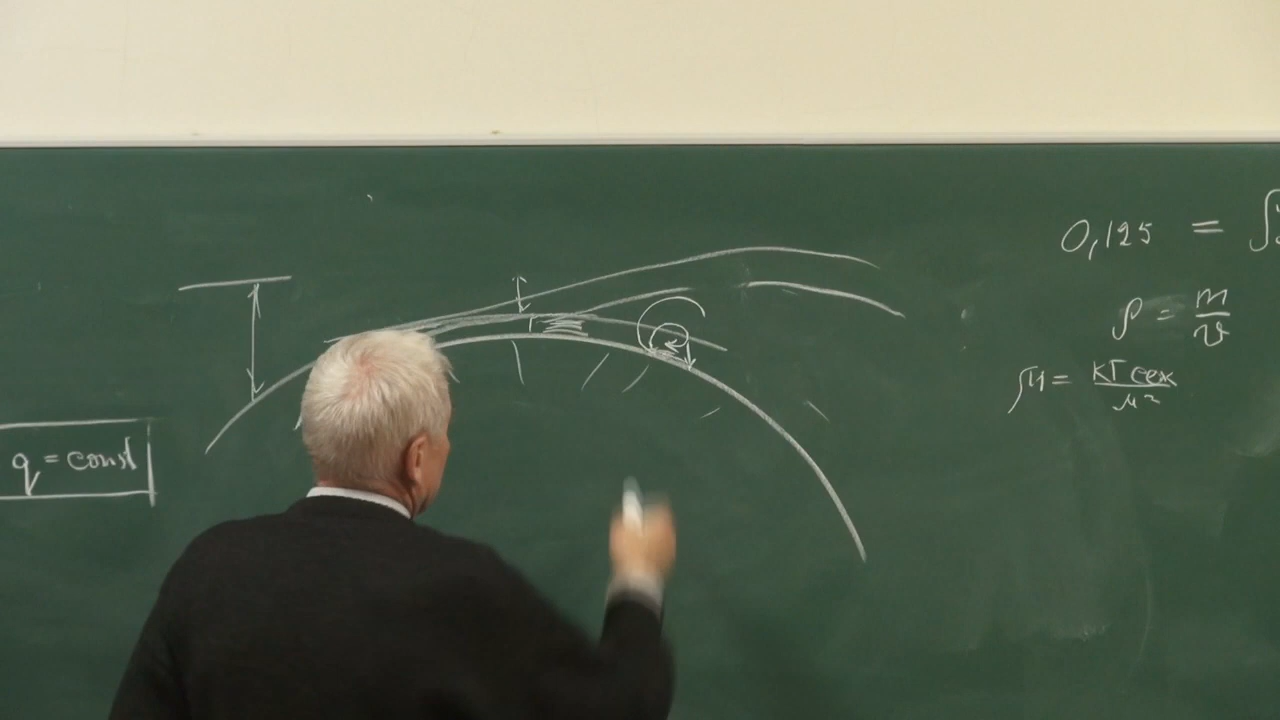 q = const
0,125 = ∫
ρ = m/v
= кГ сек/м²